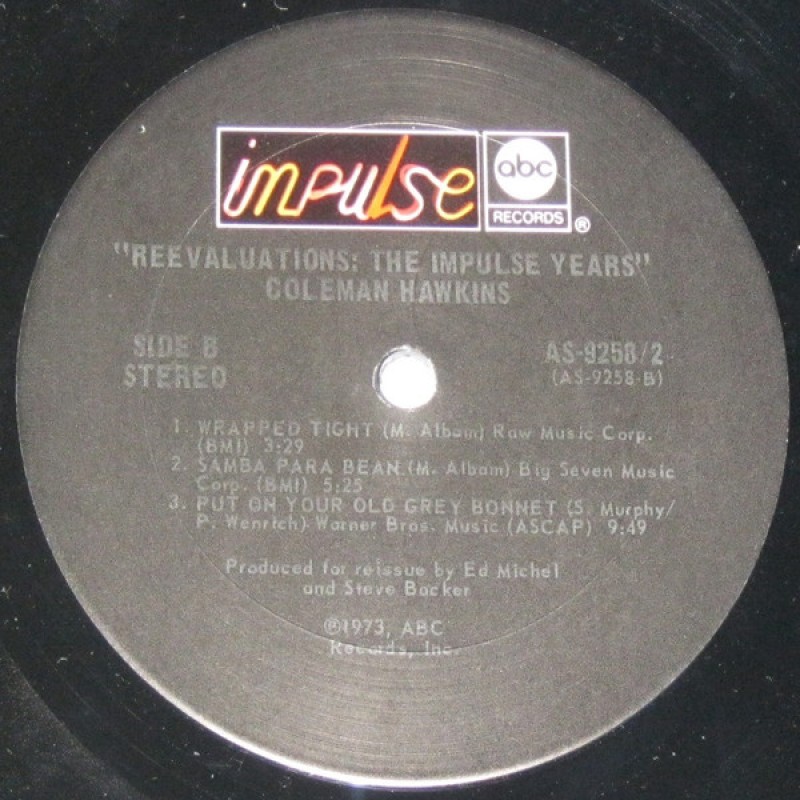 impulse
abc
RECORDS ®
"REEVALUATIONS: THE IMPULSE YEARS"
COLEMAN HAWKINS
SIDE B
STEREO
AS-9258/2
(AS-9258-B)
1. WRAPPED TIGHT (M. Albam) Raw Music Corp.
(BMI) 3:29
2. SAMBA PARA BEAN (M. Albam) Big Seven Music
Corp. (BMI) 5:25
3. PUT ON YOUR OLD GREY BONNET (S. Murphy/
P. Wenrich) Warner Bros. Music (ASCAP) 9:49
Produced for reissue by Ed Michel
and Steve Backer
℗1973, ABC
Records, Inc.